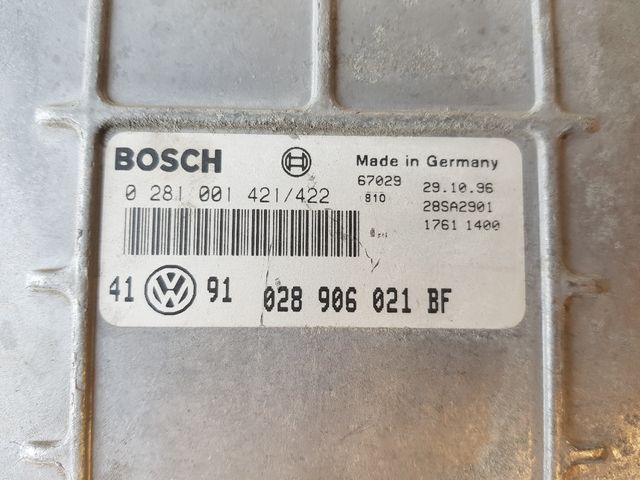 BOSCH Made in Germany
0 281 001 421/422 67029 29.10.96
810 28SA2901
1761 1400
41 VW 91 028 906 021 BF